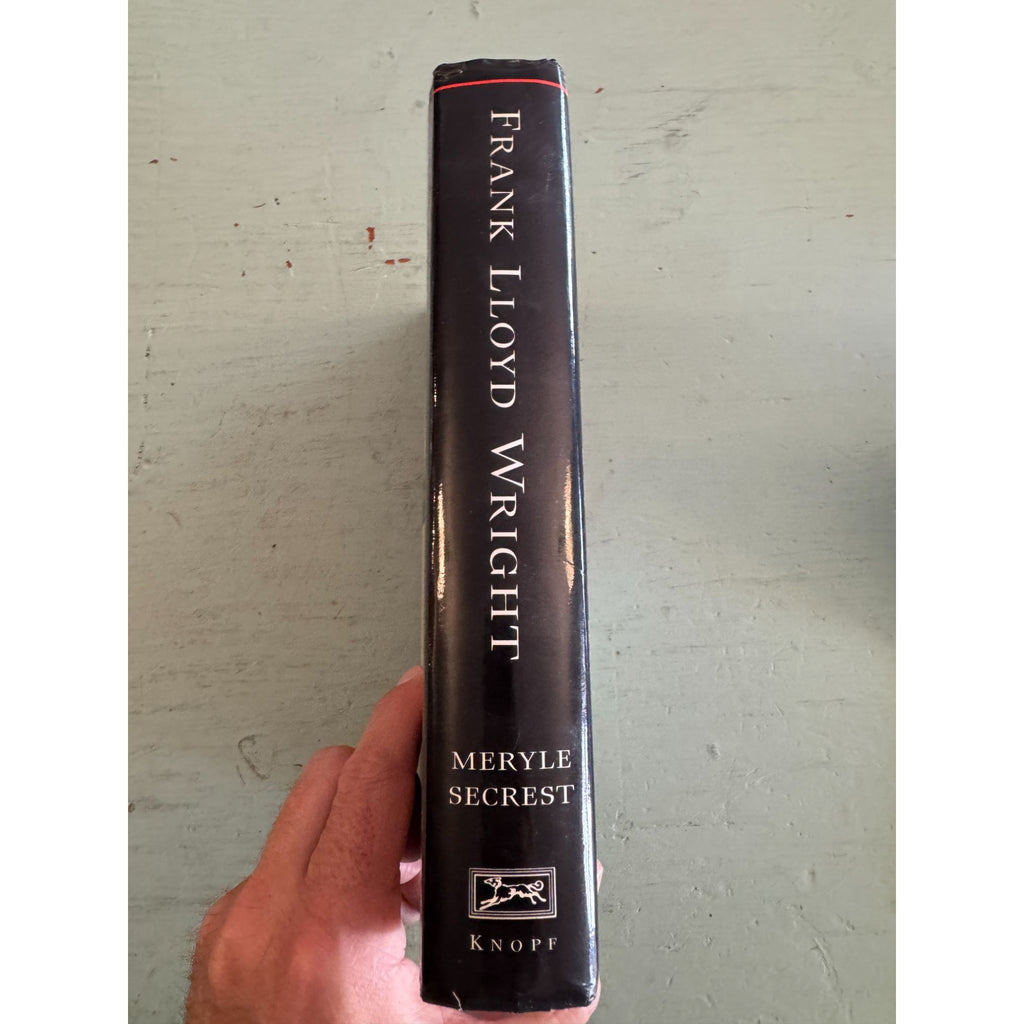 FRANK LLOYD WRIGHT
MERYLE
SECREST
KNOPF